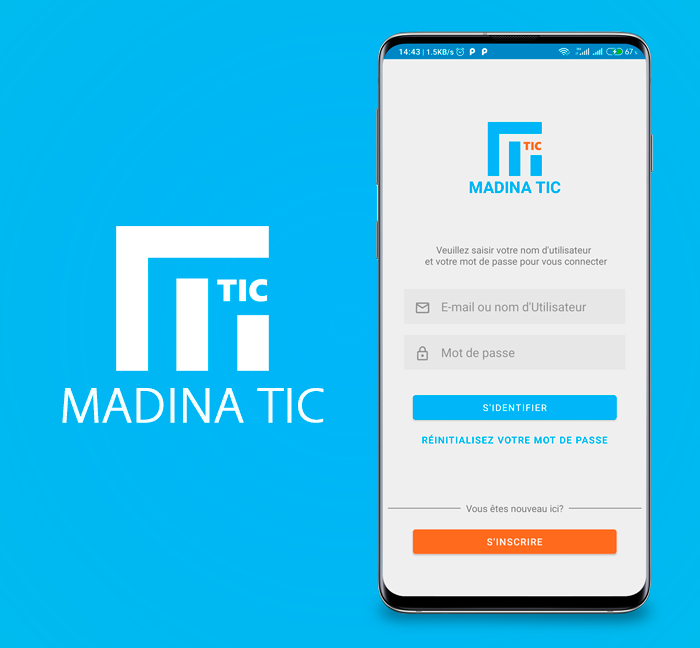 TIC
MADINA TIC
14:43 | 1.5KB/s
67
TIC
MADINA TIC
Veuillez saisir votre nom d'utilisateur
et votre mot de passe pour vous connecter
E-mail ou nom d'Utilisateur
Mot de passe
S'IDENTIFIER
RÉINITIALISEZ VOTRE MOT DE PASSE
Vous êtes nouveau ici?
S'INSCRIRE